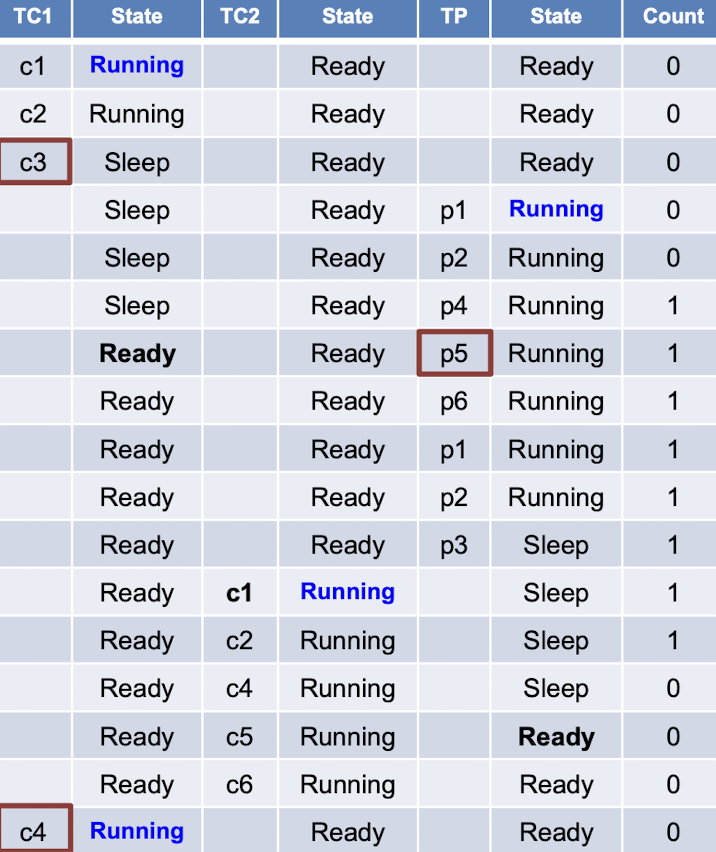 TC1 State TC2 State TP State Count
c1 Running Ready Ready 0
c2 Running Ready Ready 0
c3 Sleep Ready Ready 0
Sleep Ready p1 Running 0
Sleep Ready p2 Running 0
Sleep Ready p4 Running 1
Ready Ready p5 Running 1
Ready Ready p6 Running 1
Ready Ready p1 Running 1
Ready Ready p2 Running 1
Ready Ready p3 Sleep 1
Ready c1 Running Sleep 1
Ready c2 Running Sleep 1
Ready c4 Running Sleep 0
Ready c5 Running Ready 0
Ready c6 Running Ready 0
c4 Running Ready Ready 0